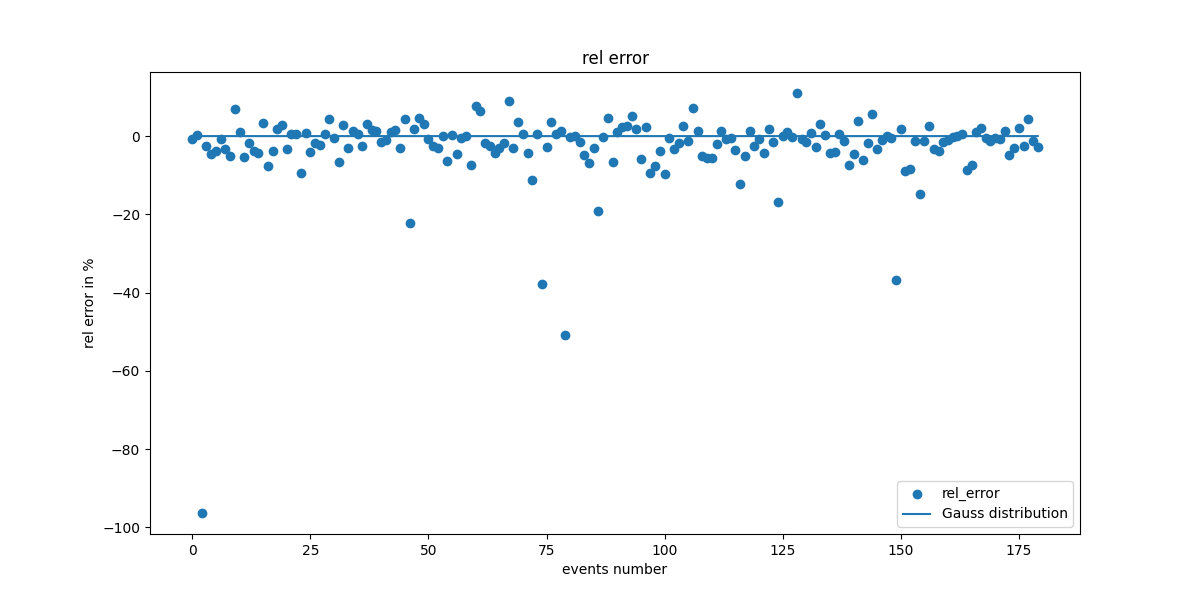 rel error
0
−20
−40
−60
−80
−100
rel error in %
0 25 50 75 100 125 150 175
events number
rel_error
Gauss distribution